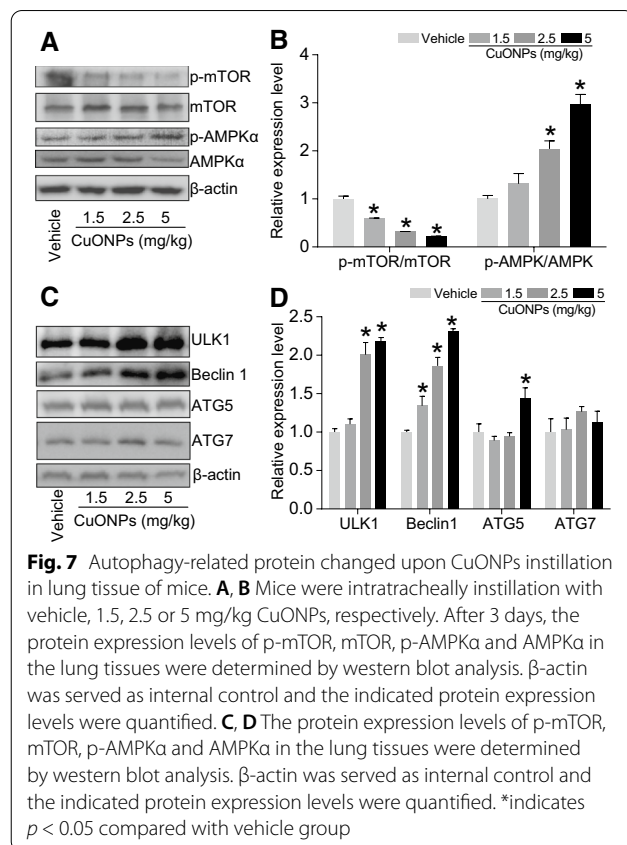 A
p-mTOR
mTOR
p-AMPKα
AMPKα
β-actin
Vehicle
1.5 2.5 5
CuONPs (mg/kg)
B
Vehicle 1.5 2.5 5
CuONPs (mg/kg)
Relative expression level
4
3
2
1
0
* * * * *
p-mTOR/mTOR p-AMPK/AMPK
C
ULK1
Beclin 1
ATG5
ATG7
β-actin
Vehicle
1.5 2.5 5
CuONPs (mg/kg)
D
Vehicle 1.5 2.5 5
CuONPs (mg/kg)
Relative expression level
2.5
2.0
1.5
1.0
0.5
0.0
* * * * * *
ULK1 Beclin1 ATG5 ATG7
Fig. 7 Autophagy-related protein changed upon CuONPs instillation
in lung tissue of mice. A, B Mice were intratracheally instillation with
vehicle, 1.5, 2.5 or 5 mg/kg CuONPs, respectively. After 3 days, the
protein expression levels of p-mTOR, mTOR, p-AMPKα and AMPKα in
the lung tissues were determined by western blot analysis. β-actin
was served as internal control and the indicated protein expression
levels were quantified. C, D The protein expression levels of p-mTOR,
mTOR, p-AMPKα and AMPKα in the lung tissues were determined
by western blot analysis. β-actin was served as internal control and
the indicated protein expression levels were quantified. *indicates
p < 0.05 compared with vehicle group